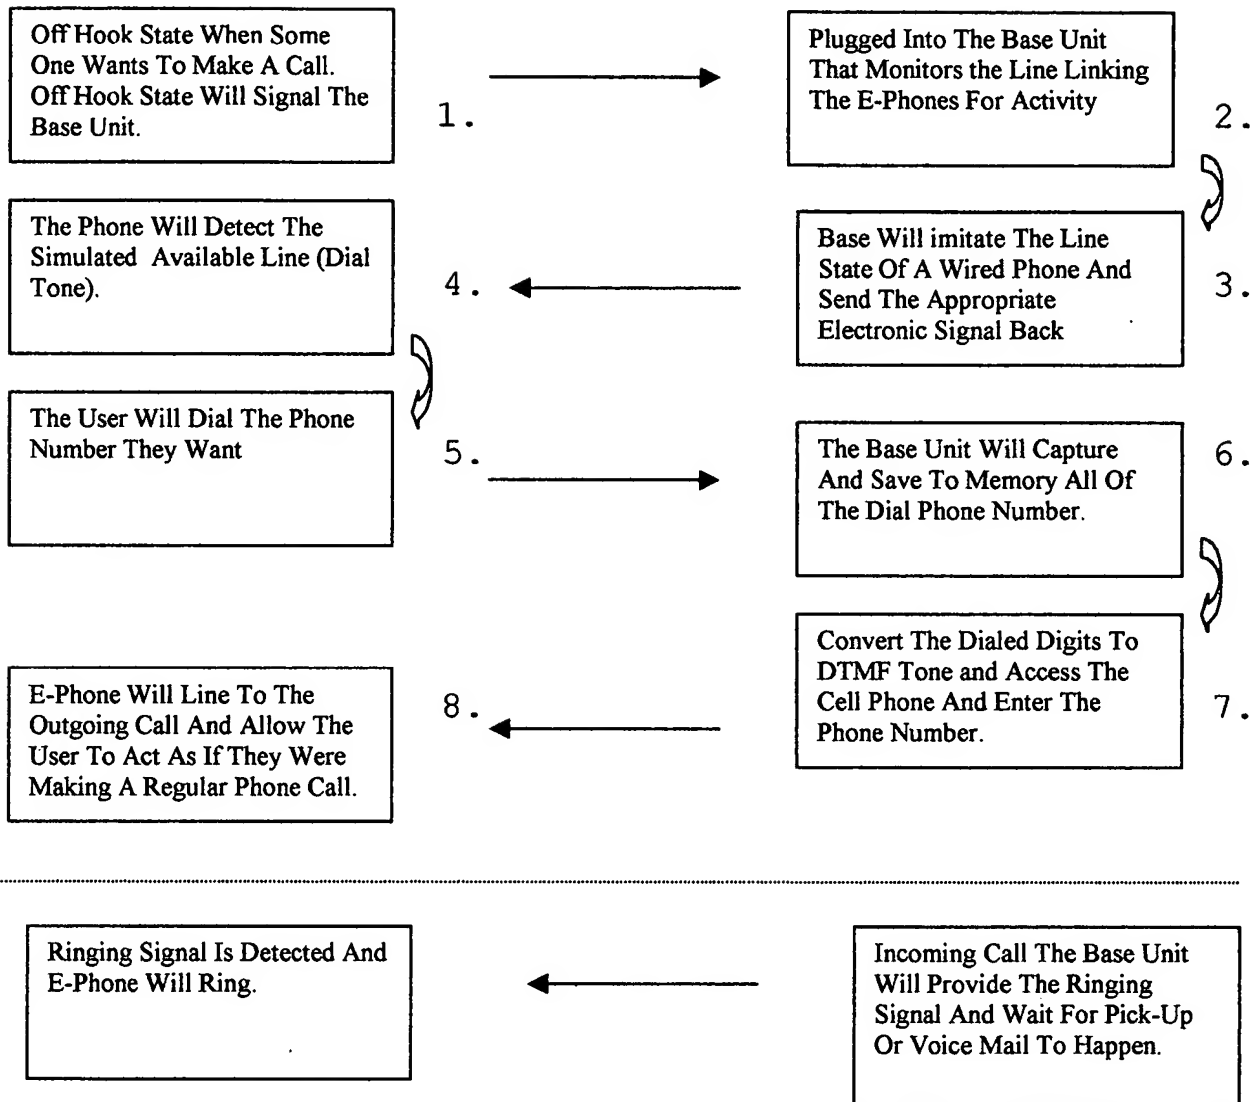 Off Hook State When Some
One Wants To Make A Call.
Off Hook State Will Signal The
Base Unit.
1.
Plugged Into The Base Unit
That Monitors the Line Linking
The E-Phones For Activity
2.
Base Will imitate The Line
State Of A Wired Phone And
Send The Appropriate
Electronic Signal Back
3.
The Phone Will Detect The
Simulated Available Line (Dial
Tone).
4.
The User Will Dial The Phone
Number They Want
5.
The Base Unit Will Capture
And Save To Memory All Of
The Dial Phone Number.
6.
Convert The Dialed Digits To
DTMF Tone and Access The
Cell Phone And Enter The
Phone Number.
7.
E-Phone Will Line To The
Outgoing Call And Allow The
User To Act As If They Were
Making A Regular Phone Call.
8.
Ringing Signal Is Detected And
E-Phone Will Ring.
Incoming Call The Base Unit
Will Provide The Ringing
Signal And Wait For Pick-Up
Or Voice Mail To Happen.